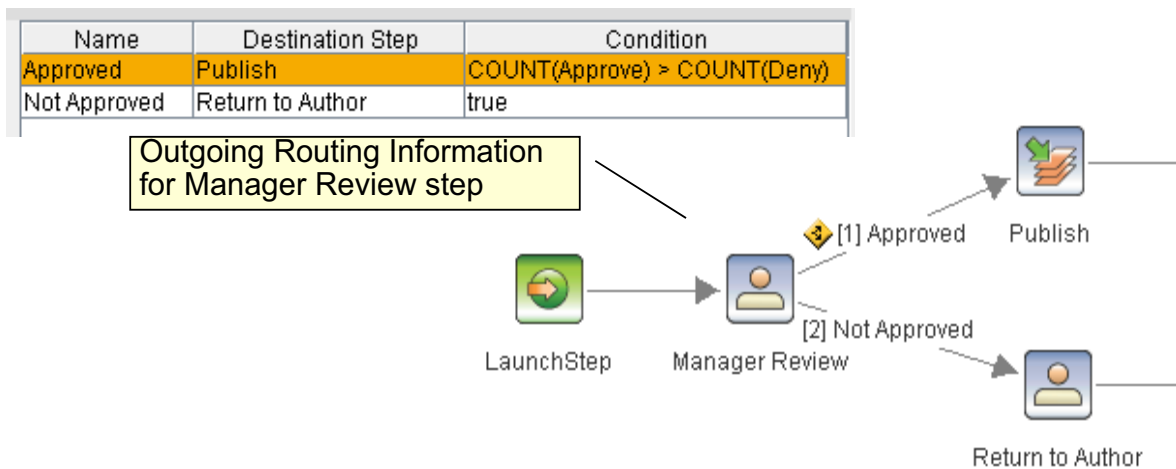 Name Destination Step Condition
Approved Publish COUNT(Approve) > COUNT(Deny)
Not Approved Return to Author true
Outgoing Routing Information
for Manager Review step
[1] Approved
Publish
[2] Not Approved
LaunchStep
Manager Review
Return to Author